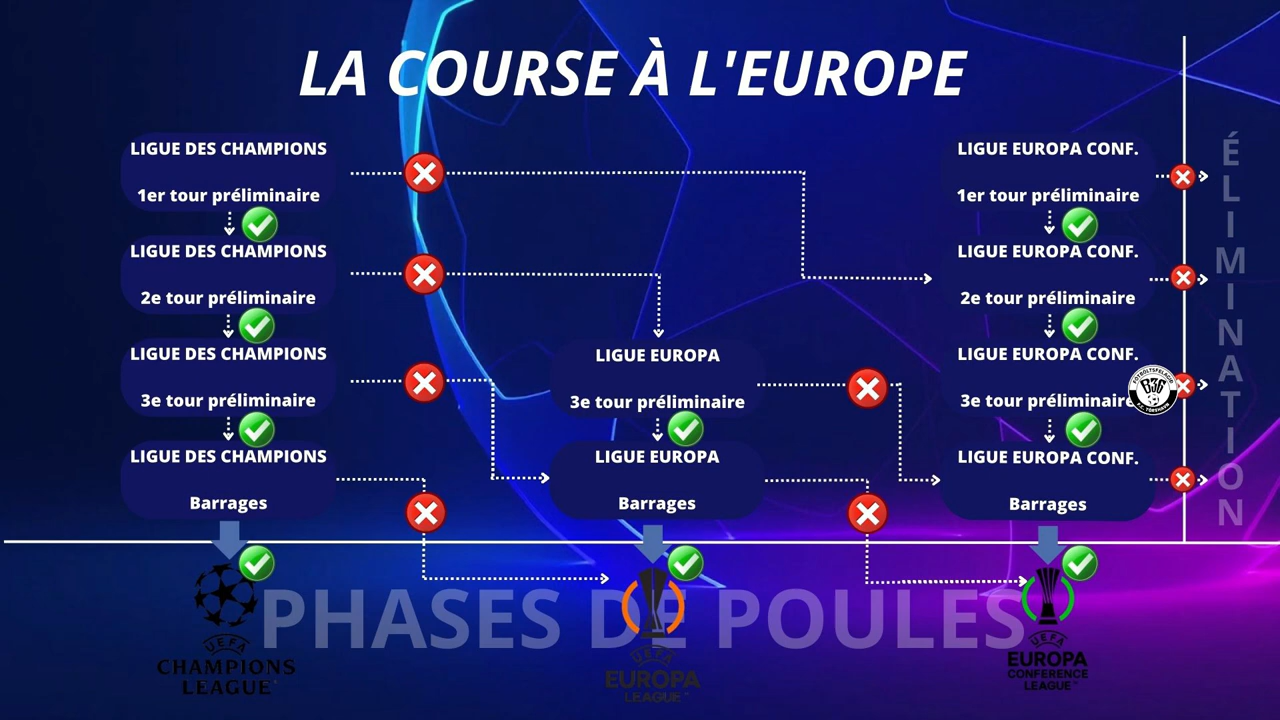 LA COURSE À L'EUROPE
LIGUE DES CHAMPIONS
1er tour préliminaire
LIGUE DES CHAMPIONS
2e tour préliminaire
LIGUE DES CHAMPIONS
3e tour préliminaire
LIGUE DES CHAMPIONS
Barrages
LIGUE EUROPA
3e tour préliminaire
LIGUE EUROPA
Barrages
LIGUE EUROPA CONF.
1er tour préliminaire
LIGUE EUROPA CONF.
2e tour préliminaire
LIGUE EUROPA CONF.
3e tour préliminaire
B36
LIGUE EUROPA CONF.
Barrages
ÉLIMINATION
PHASES DE POULES
UEFA
CHAMPIONS
LEAGUE
UEFA
EUROPA
LEAGUE™
UEFA
EUROPA
CONFERENCE
LEAGUE™